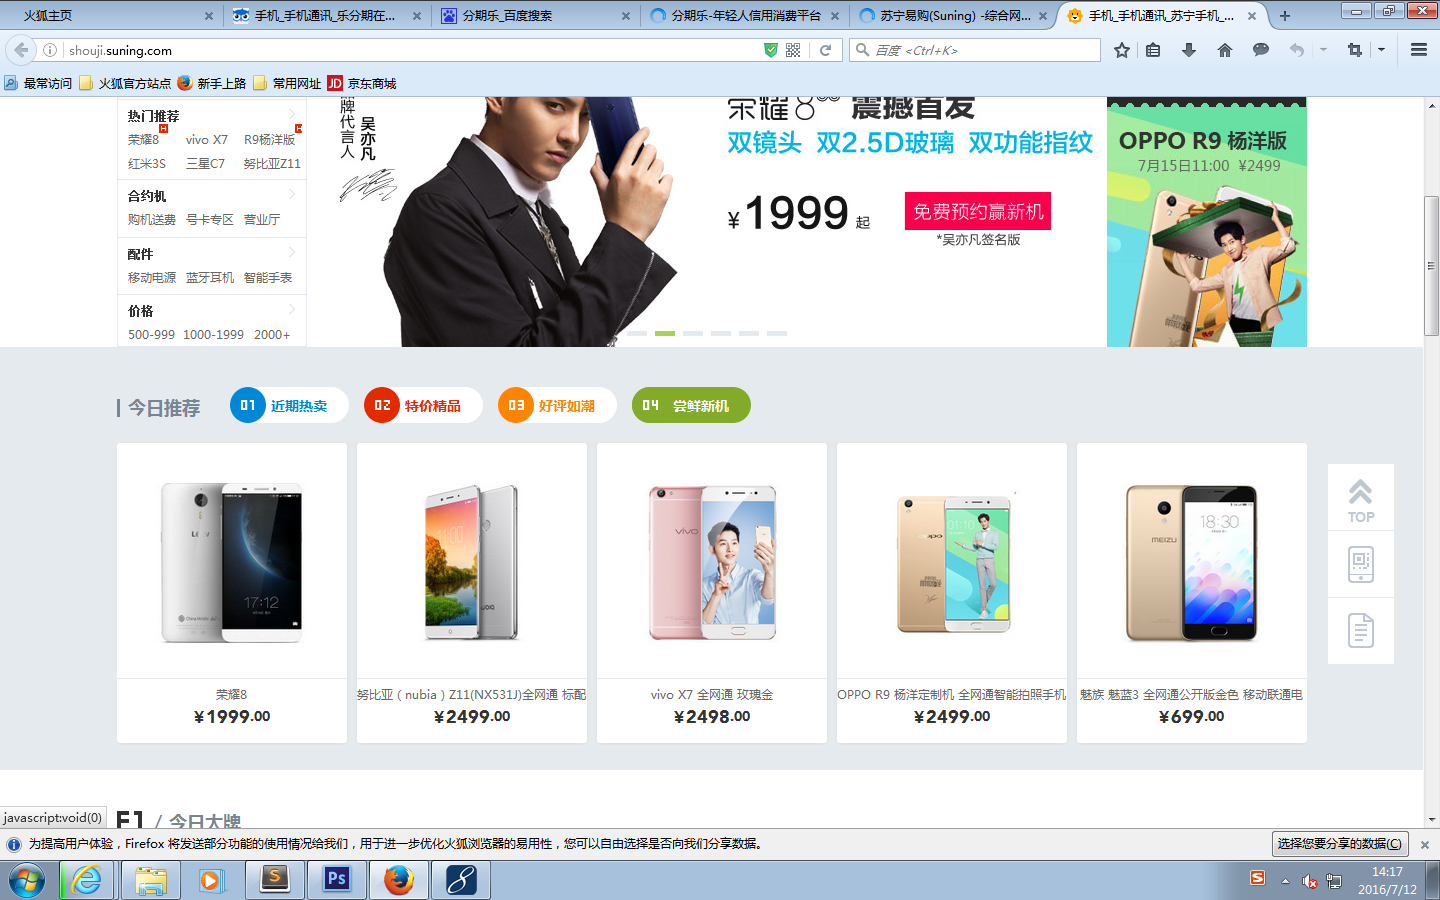 火狐主页
手机_手机通讯_乐分期在...
分期乐_百度搜索
分期乐-年轻人信用消费平台
苏宁易购(Suning) -综合网...
手机_手机通讯_苏宁手机_...
shouji.suning.com
百度 <Ctrl+K>
最常访问
火狐官方站点
新手上路
常用网址
JD 京东商城
热门推荐
荣耀8 H vivo X7 R9杨洋版 H
红米3S 三星C7 努比亚Z11
合约机
购机送费 号卡专区 营业厅
配件
移动电源 蓝牙耳机 智能手表
价格
500-999 1000-1999 2000+
品牌代言人
吴亦凡
荣耀8 震撼首发
双镜头 双2.5D玻璃 双功能指纹
¥1999起
免费预约赢新机
*吴亦凡签名版
OPPO R9 杨洋版
7月15日11:00 ¥2499
今日推荐
01 近期热卖
02 特价精品
03 好评如潮
04 尝鲜新机
17:12
vivo
oppo
MEIZU
18:30
TOP
荣耀8
¥1999.00
努比亚（nubia）Z11(NX531J)全网通 标配
¥2499.00
vivo X7 全网通 玫瑰金
¥2498.00
OPPO R9 杨洋定制机 全网通智能拍照手机
¥2499.00
魅族 魅蓝3 全网通公开版金色 移动联通电
¥699.00
F1 / 今日大牌
javascript:void(0)
为提高用户体验，Firefox 将发送部分功能的使用情况给我们，用于进一步优化火狐浏览器的易用性，您可以自由选择是否向我们分享数据。
选择您要分享的数据(C)
S
Ps
S
14:17
2016/7/12